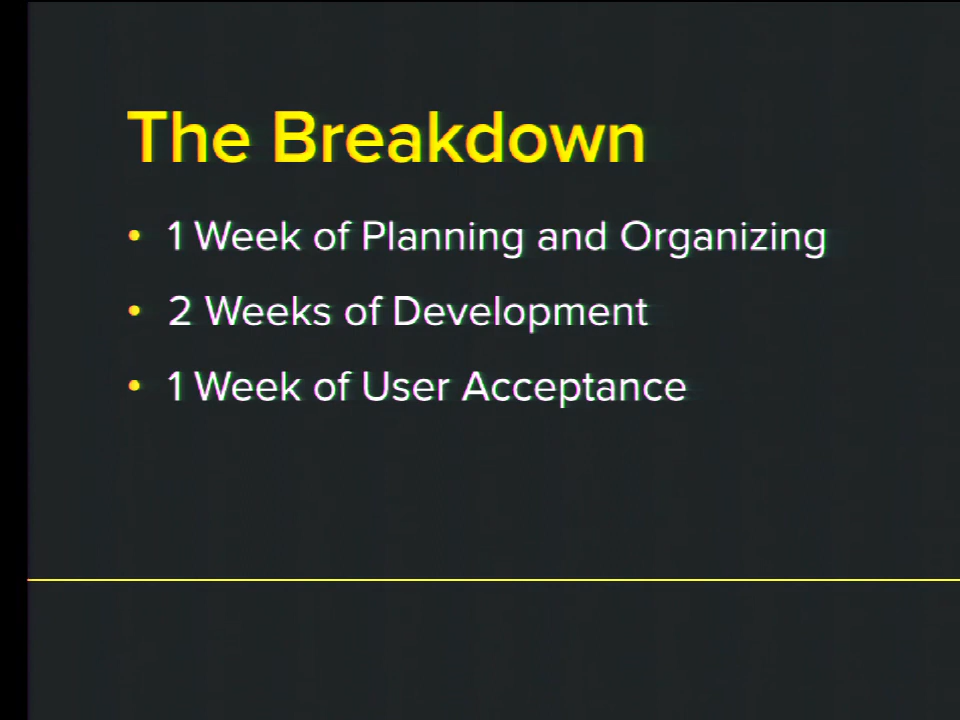 The Breakdown
• 1 Week of Planning and Organizing
• 2 Weeks of Development
• 1 Week of User Acceptance